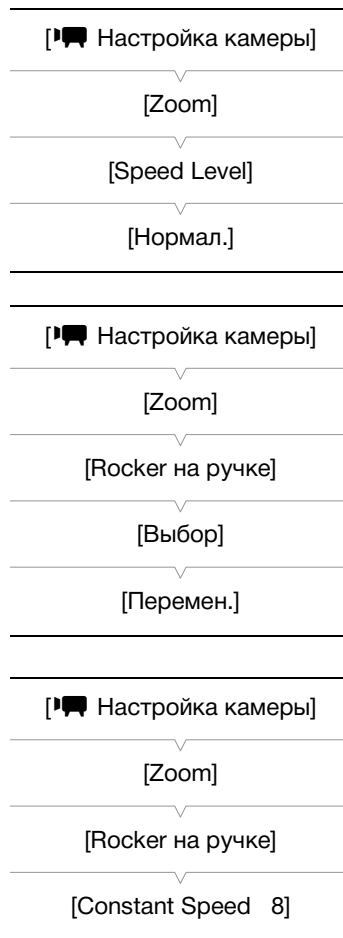 [ Настройка камеры]
[Zoom]
[Speed Level]
[Нормал.]
[ Настройка камеры]
[Zoom]
[Rocker на ручке]
[Выбор]
[Перемен.]
[ Настройка камеры]
[Zoom]
[Rocker на ручке]
[Constant Speed 8]